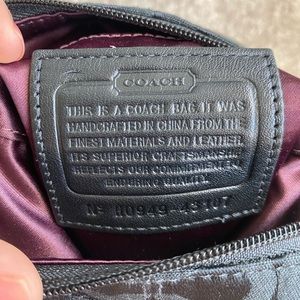 COACH
THIS IS A COACH BAG. IT WAS
HANDCRAFTED IN CHINA FROM THE
FINEST MATERIALS AND LEATHER.
ITS SUPERIOR CRAFTSMANSHIP
REFLECTS OUR COMMITMENT TO
ENDURING QUALITY.
Nº